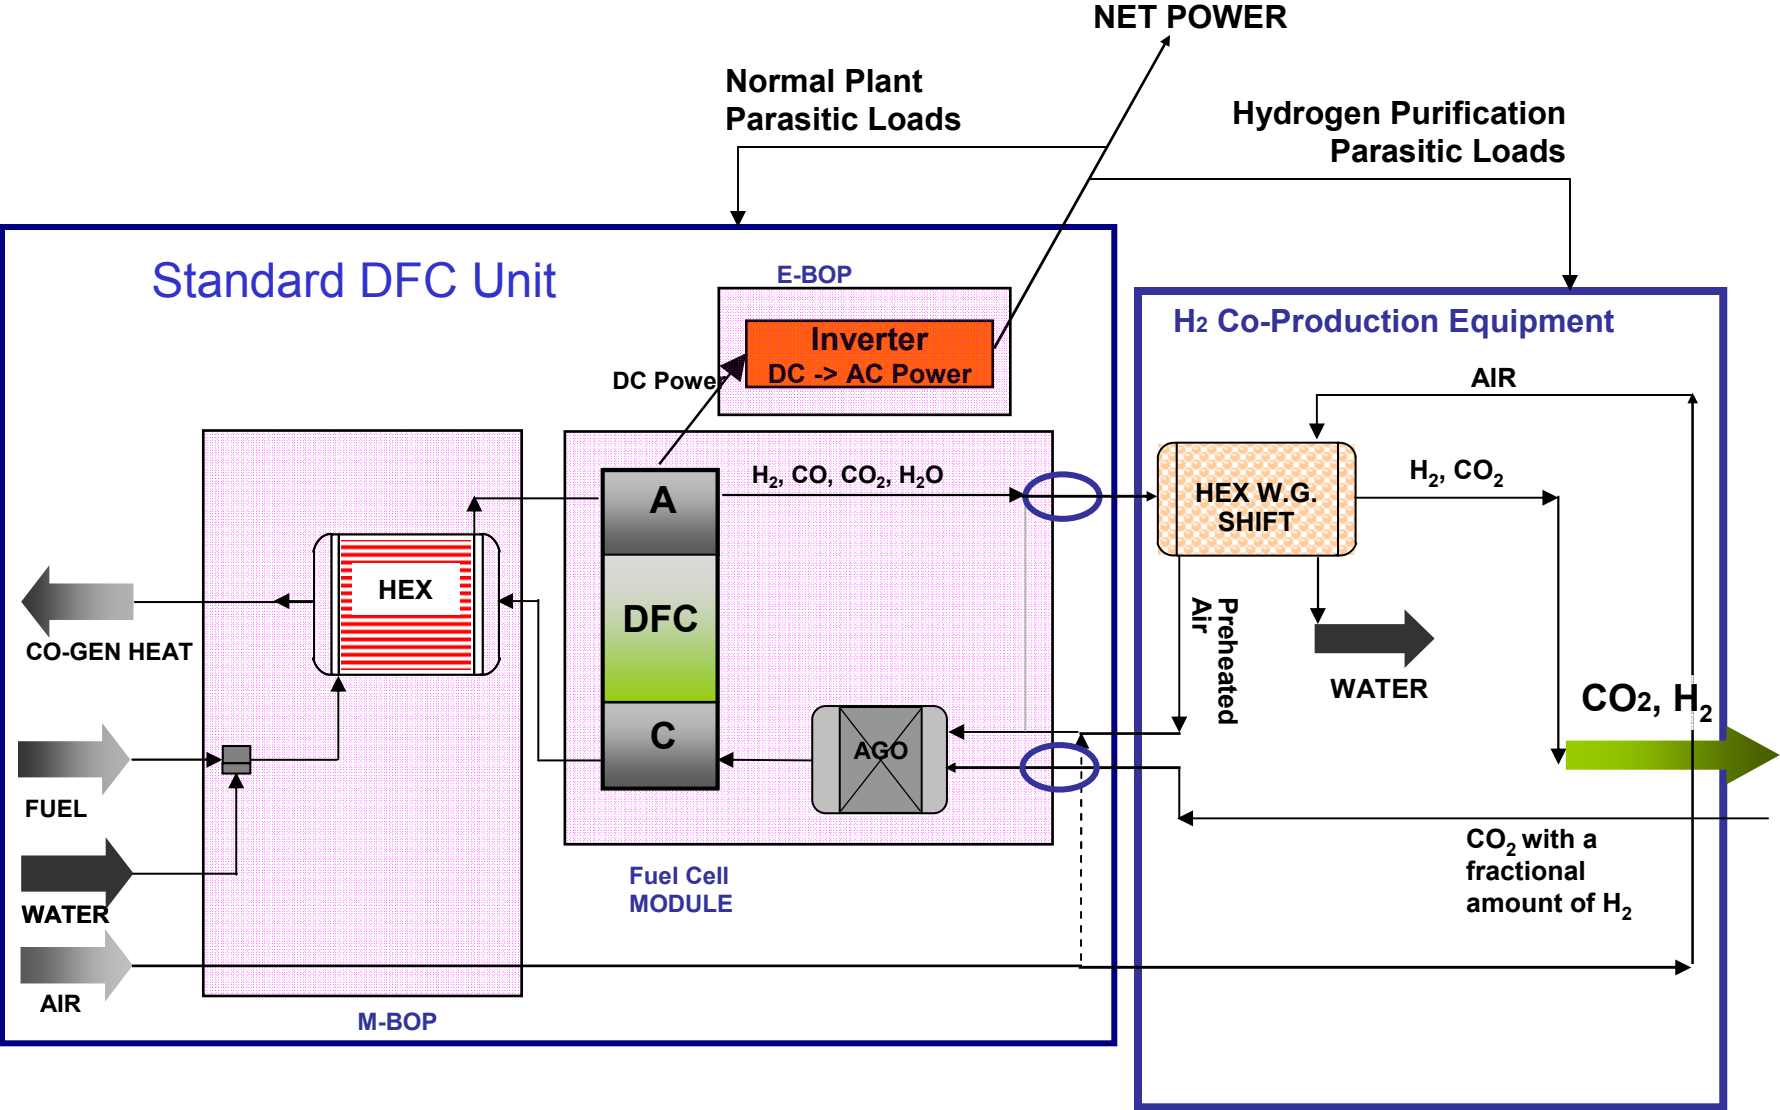 NET POWER
Normal Plant
Parasitic Loads
Hydrogen Purification
Parasitic Loads
Standard DFC Unit
E-BOP
Inverter
DC -> AC Power
DC Power
H₂ Co-Production Equipment
AIR
A
H₂, CO, CO₂, H₂O
HEX W.G.
SHIFT
H₂, CO₂
HEX
DFC
CO-GEN HEAT
Preheated
Air
WATER
CO₂, H₂
C
AGO
FUEL
CO₂ with a
fractional
amount of H₂
Fuel Cell
MODULE
WATER
AIR
M-BOP